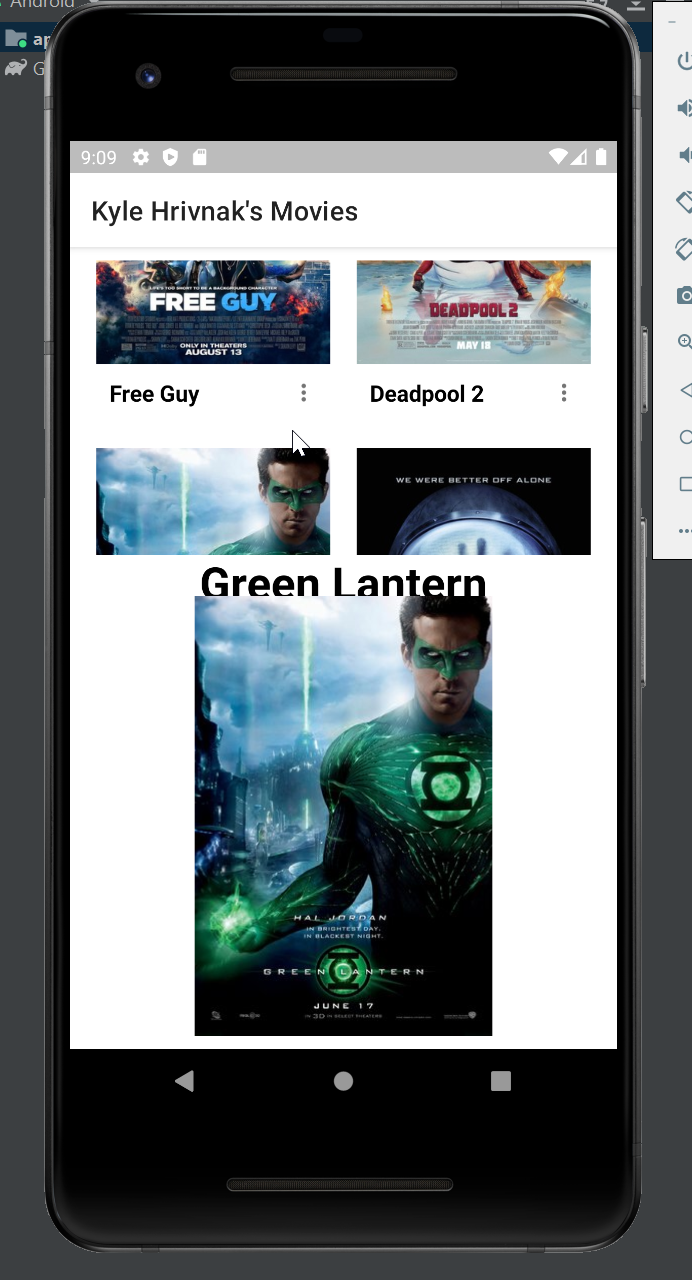 Android
ap
G
9:09
Kyle Hrivnak's Movies
LIFE'S TOO SHORT TO BE A BACKGROUND CHARACTER
FREE GUY
ONLY IN THEATERS
AUGUST 13
DEADPOOL 2
MAY 18
Free Guy
Deadpool 2
WE WERE BETTER OFF ALONE
Green Lantern
HAL JORDAN
IN BRIGHTEST DAY.
IN BLACKEST NIGHT.
GREEN LANTERN
JUNE 17
IN 3D IN SELECT THEATERS